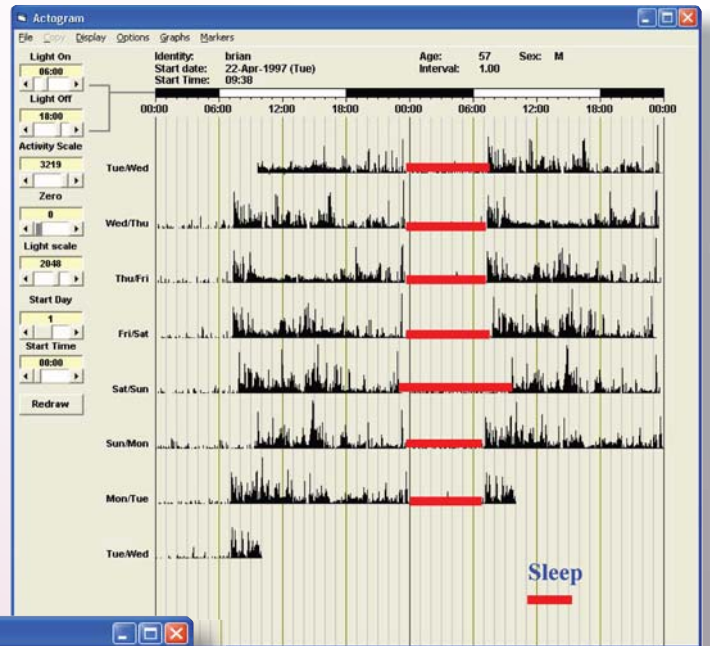 Actogram
File Copy Display Options Graphs Markers
Light On
06:00
Light Off
18:00
Activity Scale
3219
Zero
0
Light scale
2048
Start Day
1
Start Time
00:00
Redraw
Identity: brian Age: 57 Sex: M
Start date: 22-Apr-1997 (Tue) Interval: 1.00
Start Time: 09:38
00:00 06:00 12:00 18:00 00:00 06:00 12:00 18:00 00:00
Tue/Wed
Wed/Thu
Thu/Fri
Fri/Sat
Sat/Sun
Sun/Mon
Mon/Tue
Tue/Wed
Sleep